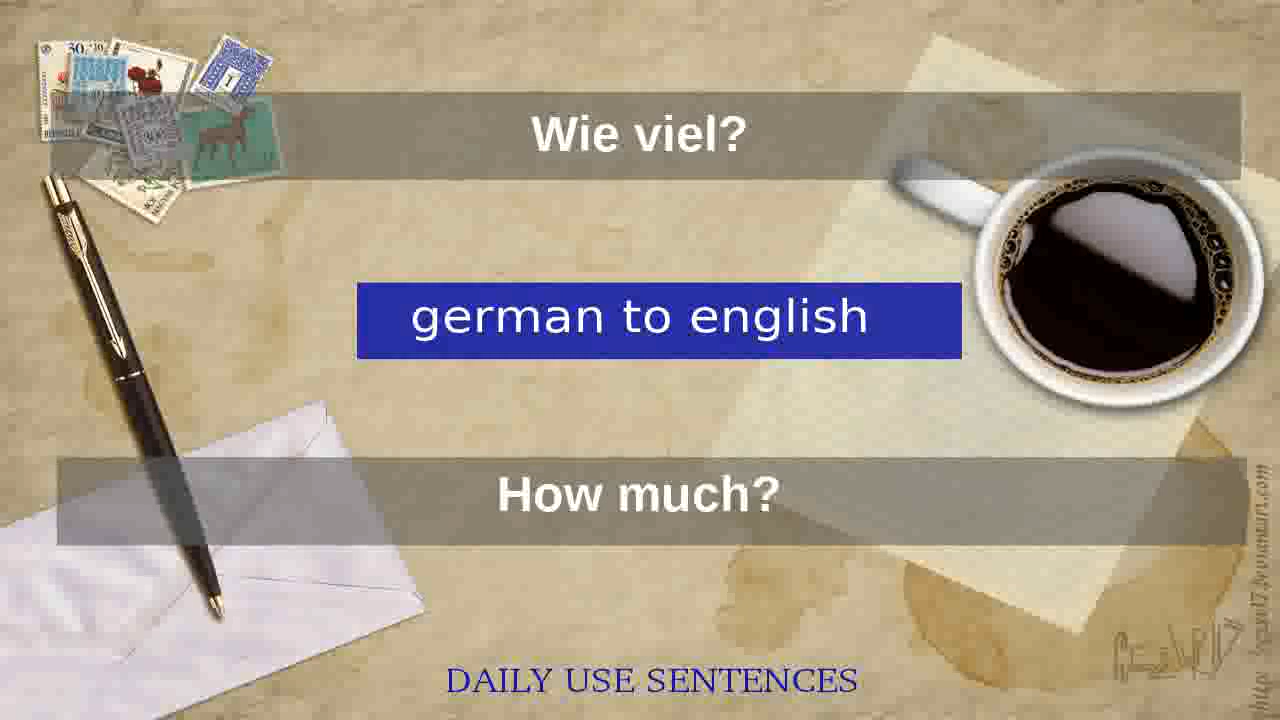 Wie viel?
german to english
How much?
DAILY USE SENTENCES